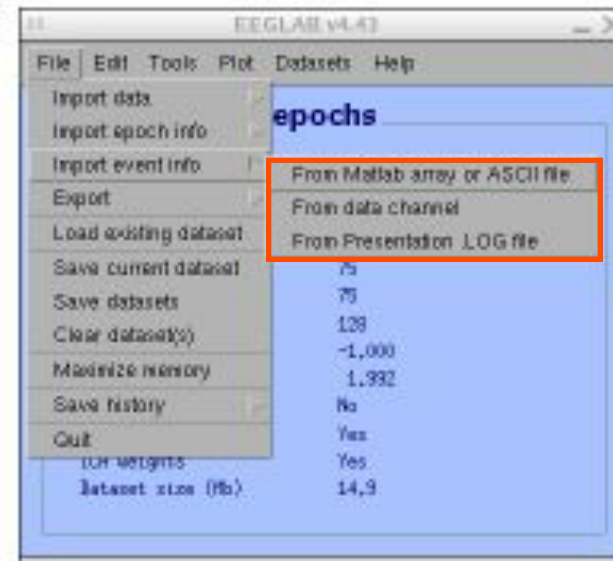 EEGLAB v4.43
File Edit Tools Plot Datasets Help
epochs
Import data
Import epoch info
Import event info
Export
Load existing dataset
Save current dataset
Save datasets
Clear dataset(s)
Maximize memory
Save history
Quit
From Matlab array or ASCII file
From data channel
From Presentation .LOG file
75
75
128
-1.000
1.992
No
Yes
ICA weights Yes
Dataset size (Mb) 14.9